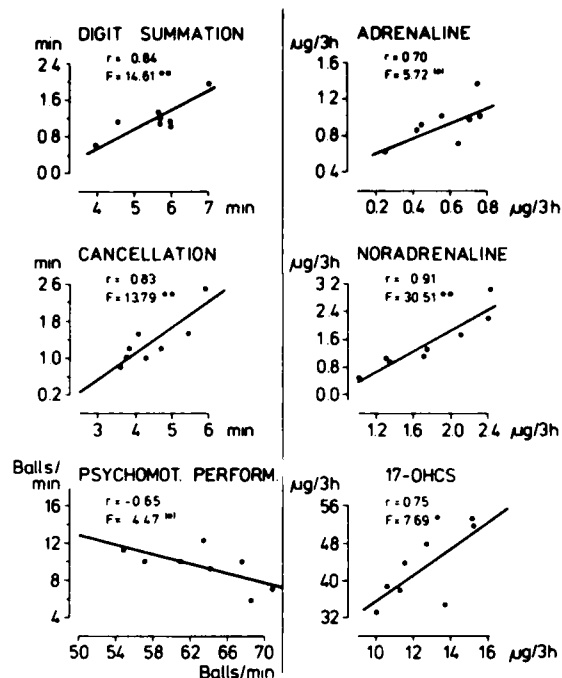 DIGIT SUMMATION
min
r = 0.84
F = 14.61 **
2.4
1.8
1.2
0.6
0.0
4 5 6 7
min
ADRENALINE
µg/3h
r = 0.70
F = 5.72
1.6
1.0
0.4
0.2 0.4 0.6 0.8
µg/3h
CANCELLATION
min
r = 0.83
F = 13.79 **
2.6
1.8
1.0
0.2
3 4 5 6
min
NORADRENALINE
µg/3h
r = 0.91
F = 30.51 **
3.2
2.4
1.6
0.8
0.0
1.2 1.6 2.0 2.4
µg/3h
PSYCHOMOT. PERFORM.
Balls/
min
r = -0.65
F = 4.47
16
12
8
4
50 54 58 62 66 70
Balls/min
17-OHCS
µg/3h
r = 0.75
F = 7.69
56
48
40
32
10 12 14 16
µg/3h